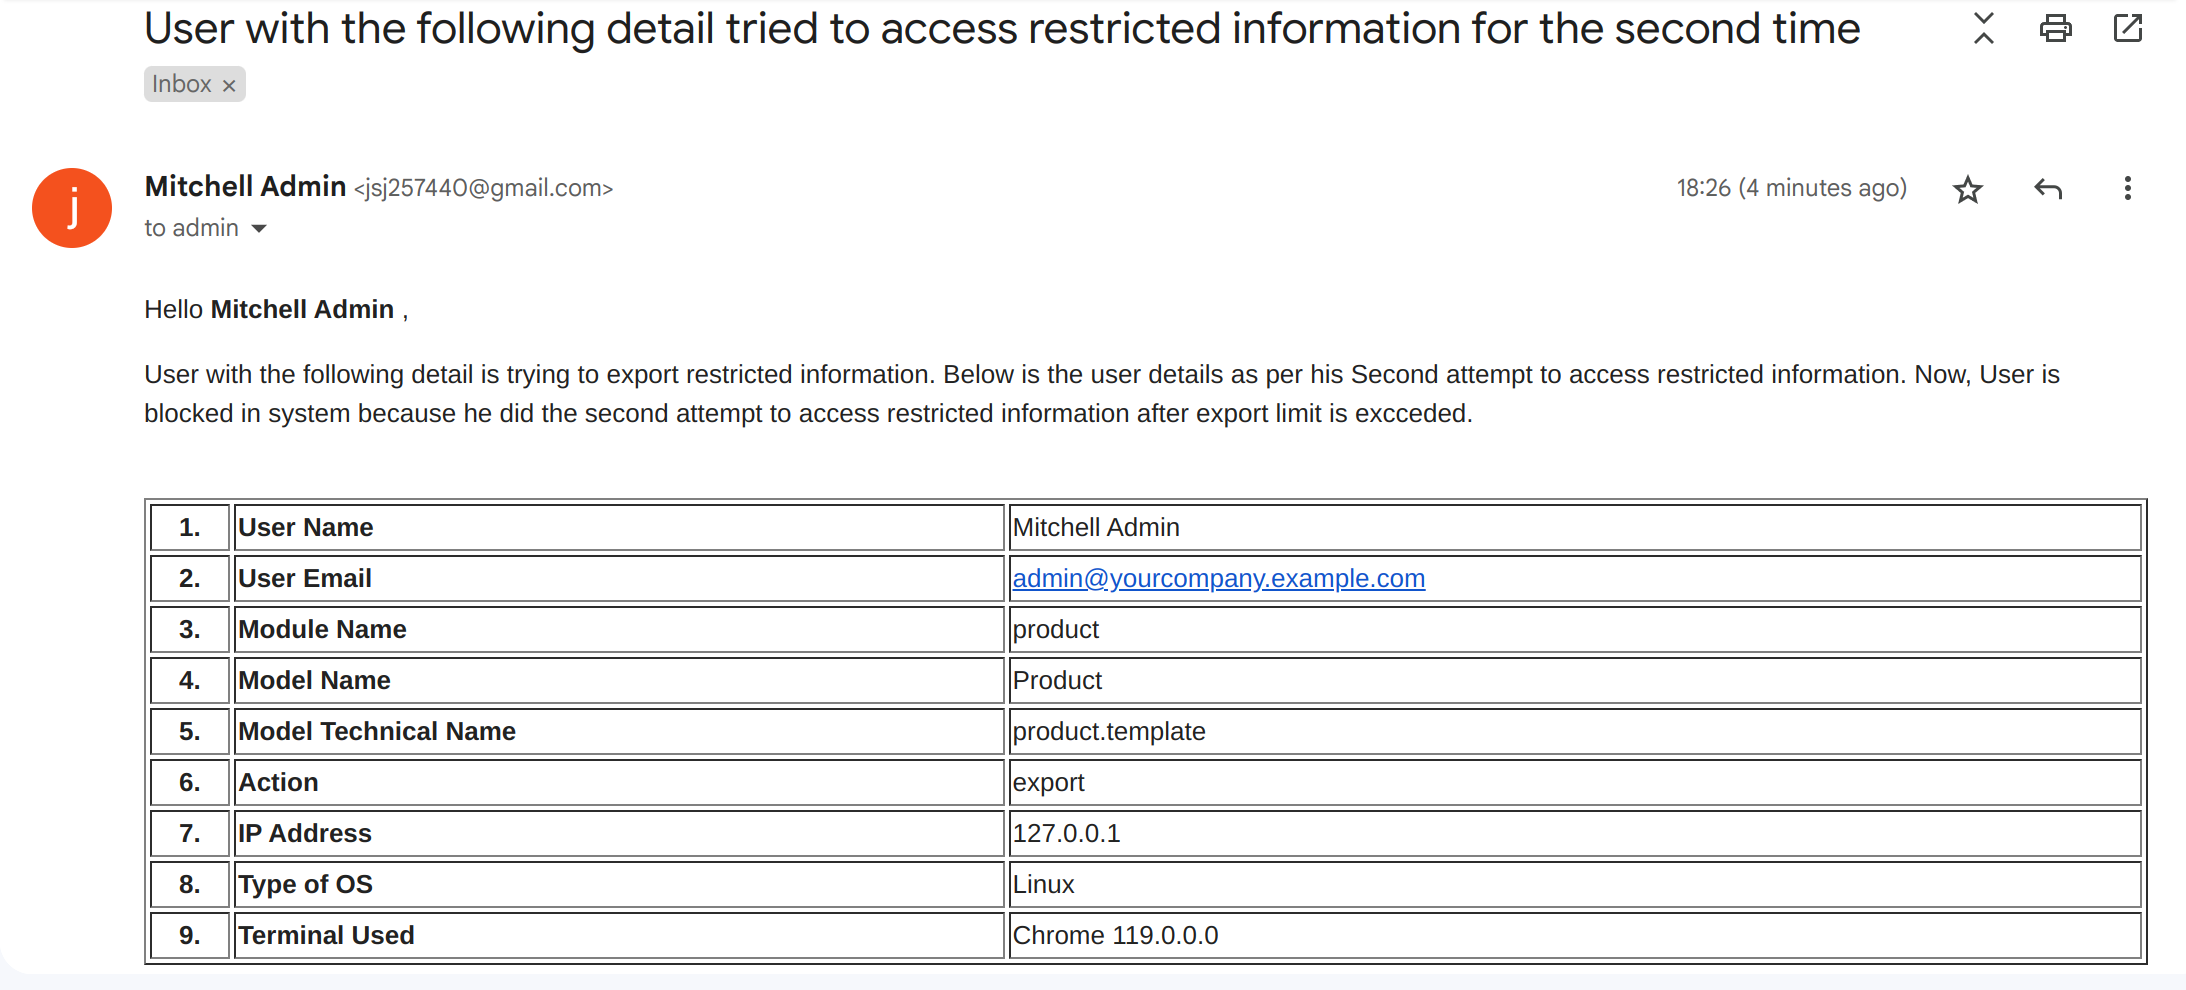 User with the following detail tried to access restricted information for the second time
Inbox ×
j
Mitchell Admin <jsj257440@gmail.com>
18:26 (4 minutes ago)
to admin
Hello Mitchell Admin ,
User with the following detail is trying to export restricted information. Below is the user details as per his Second attempt to access restricted information. Now, User is
blocked in system because he did the second attempt to access restricted information after export limit is excceded.
1. User Name Mitchell Admin
2. User Email admin@yourcompany.example.com
3. Module Name product
4. Model Name Product
5. Model Technical Name product.template
6. Action export
7. IP Address 127.0.0.1
8. Type of OS Linux
9. Terminal Used Chrome 119.0.0.0